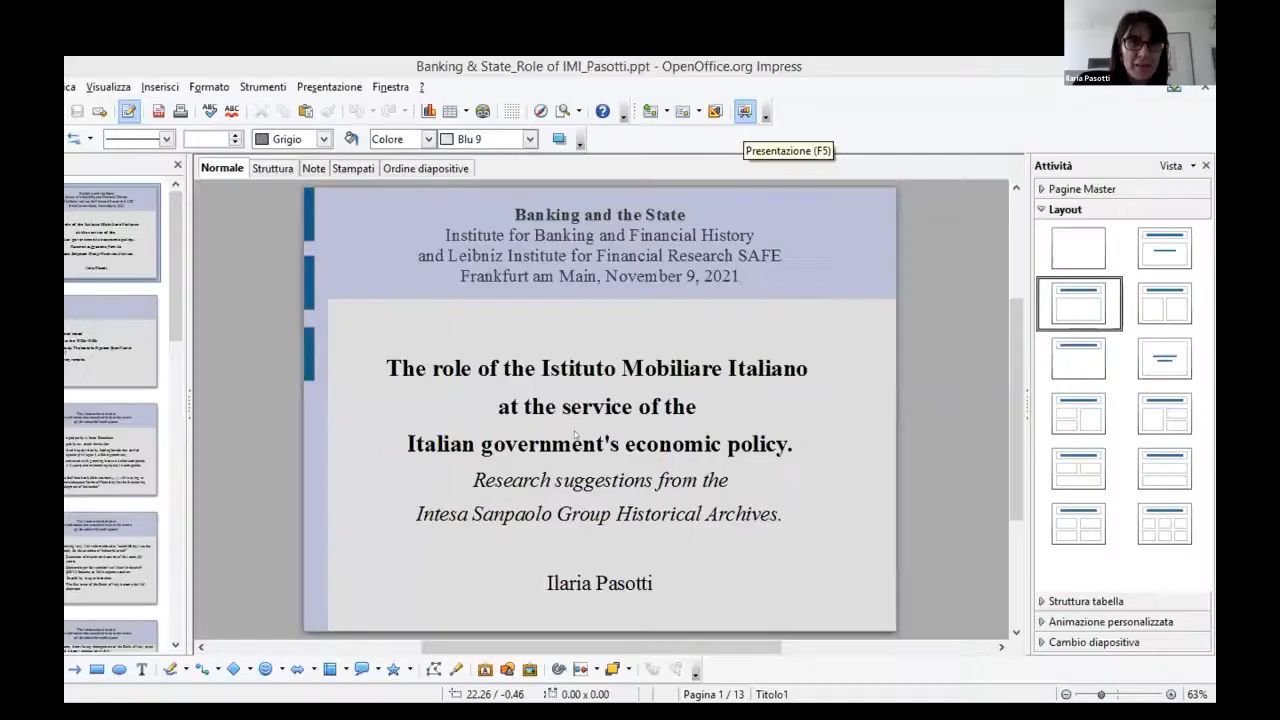 Ilaria Pasotti
Banking & State_Role of IMI_Pasotti.ppt - OpenOffice.org Impress
ca Visualizza Inserisci Formato Strumenti Presentazione Finestra ?
Grigio Colore Blu 9
Presentazione (F5)
Normale Struttura Note Stampati Ordine diapositive
Attività Vista
Pagine Master
Layout
Banking and the State
Institute for Banking and Financial History
and Leibniz Institute for Financial Research SAFE
Frankfurt am Main, November 9, 2021
The role of the Istituto Mobiliare Italiano
at the service of the
Italian government's economic policy.
Research suggestions from the
Intesa Sanpaolo Group Historical Archives.
Ilaria Pasotti
Struttura tabella
Animazione personalizzata
Cambio diapositiva
22.26 / -0.46 0.00 x 0.00 Pagina 1 / 13 Titolo1 63%